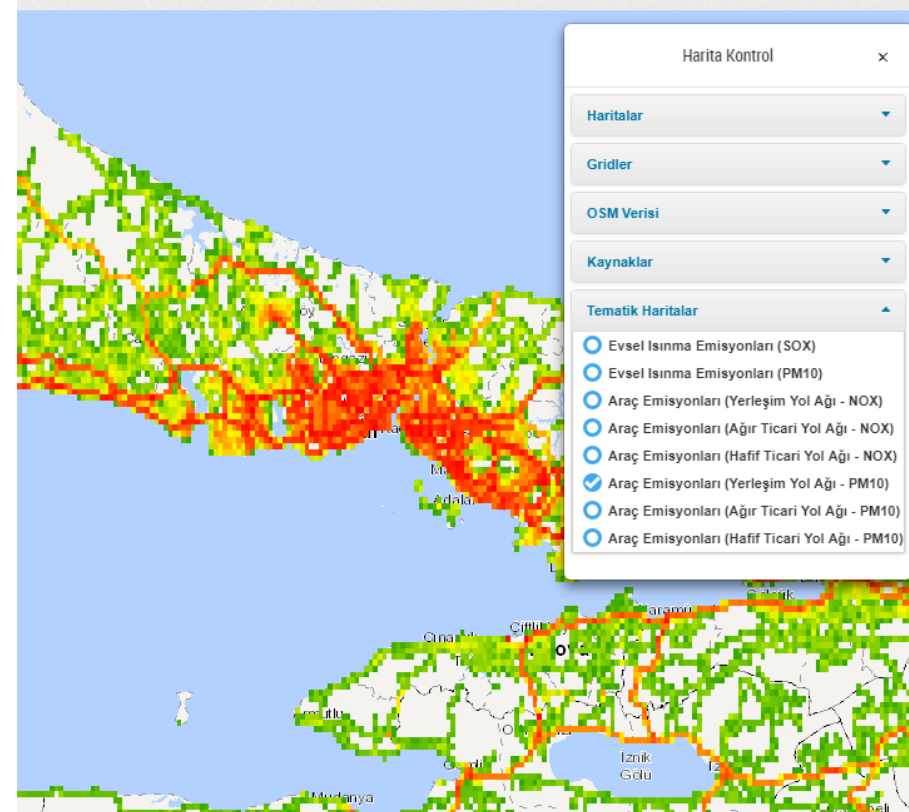 Harita Kontrol ×
Haritalar
Gridler
OSM Verisi
Kaynaklar
Tematik Haritalar
Evsel Isınma Emisyonları (SOX)
Evsel Isınma Emisyonları (PM10)
Araç Emisyonları (Yerleşim Yol Ağı - NOX)
Araç Emisyonları (Ağır Ticari Yol Ağı - NOX)
Araç Emisyonları (Hafif Ticari Yol Ağı - NOX)
Araç Emisyonları (Yerleşim Yol Ağı - PM10)
Araç Emisyonları (Ağır Ticari Yol Ağı - PM10)
Araç Emisyonları (Hafif Ticari Yol Ağı - PM10)
İznik
Gölü
Mudanya